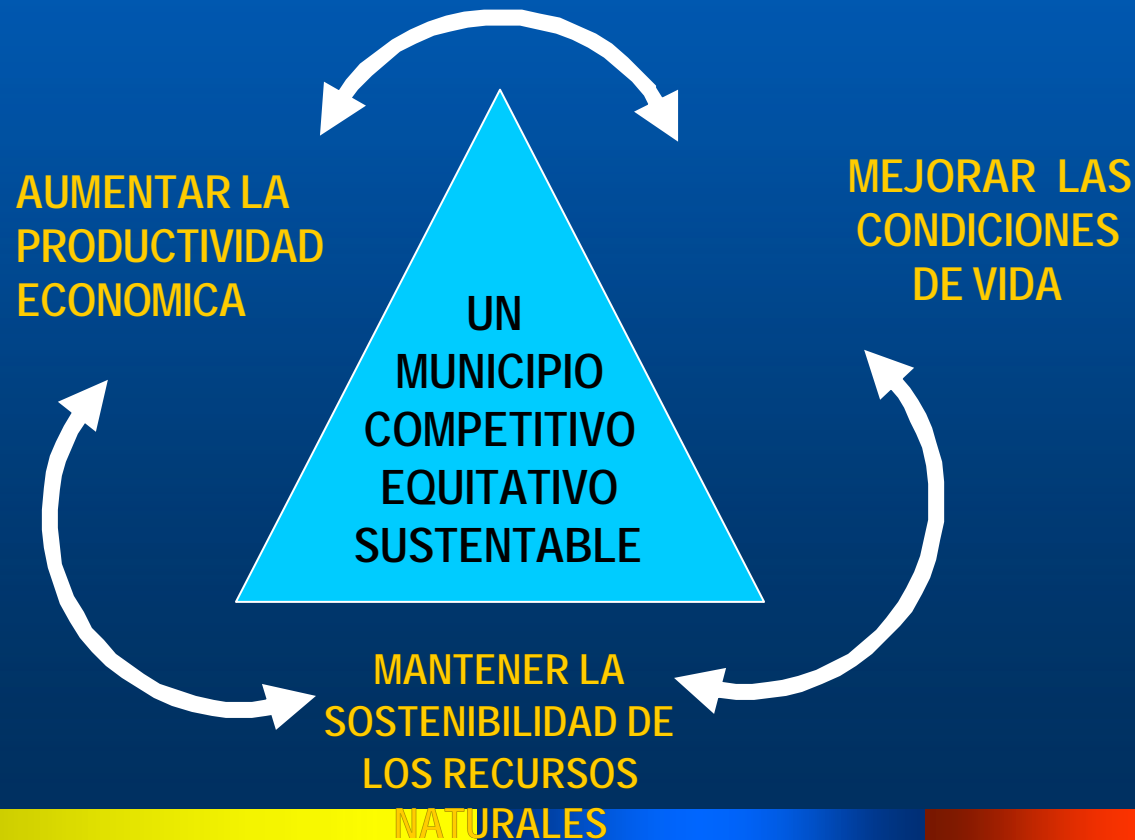 AUMENTAR LA
PRODUCTIVIDAD
ECONOMICA
MEJORAR LAS
CONDICIONES
DE VIDA
UN
MUNICIPIO
COMPETITIVO
EQUITATIVO
SUSTENTABLE
MANTENER LA
SOSTENIBILIDAD DE
LOS RECURSOS
NATURALES